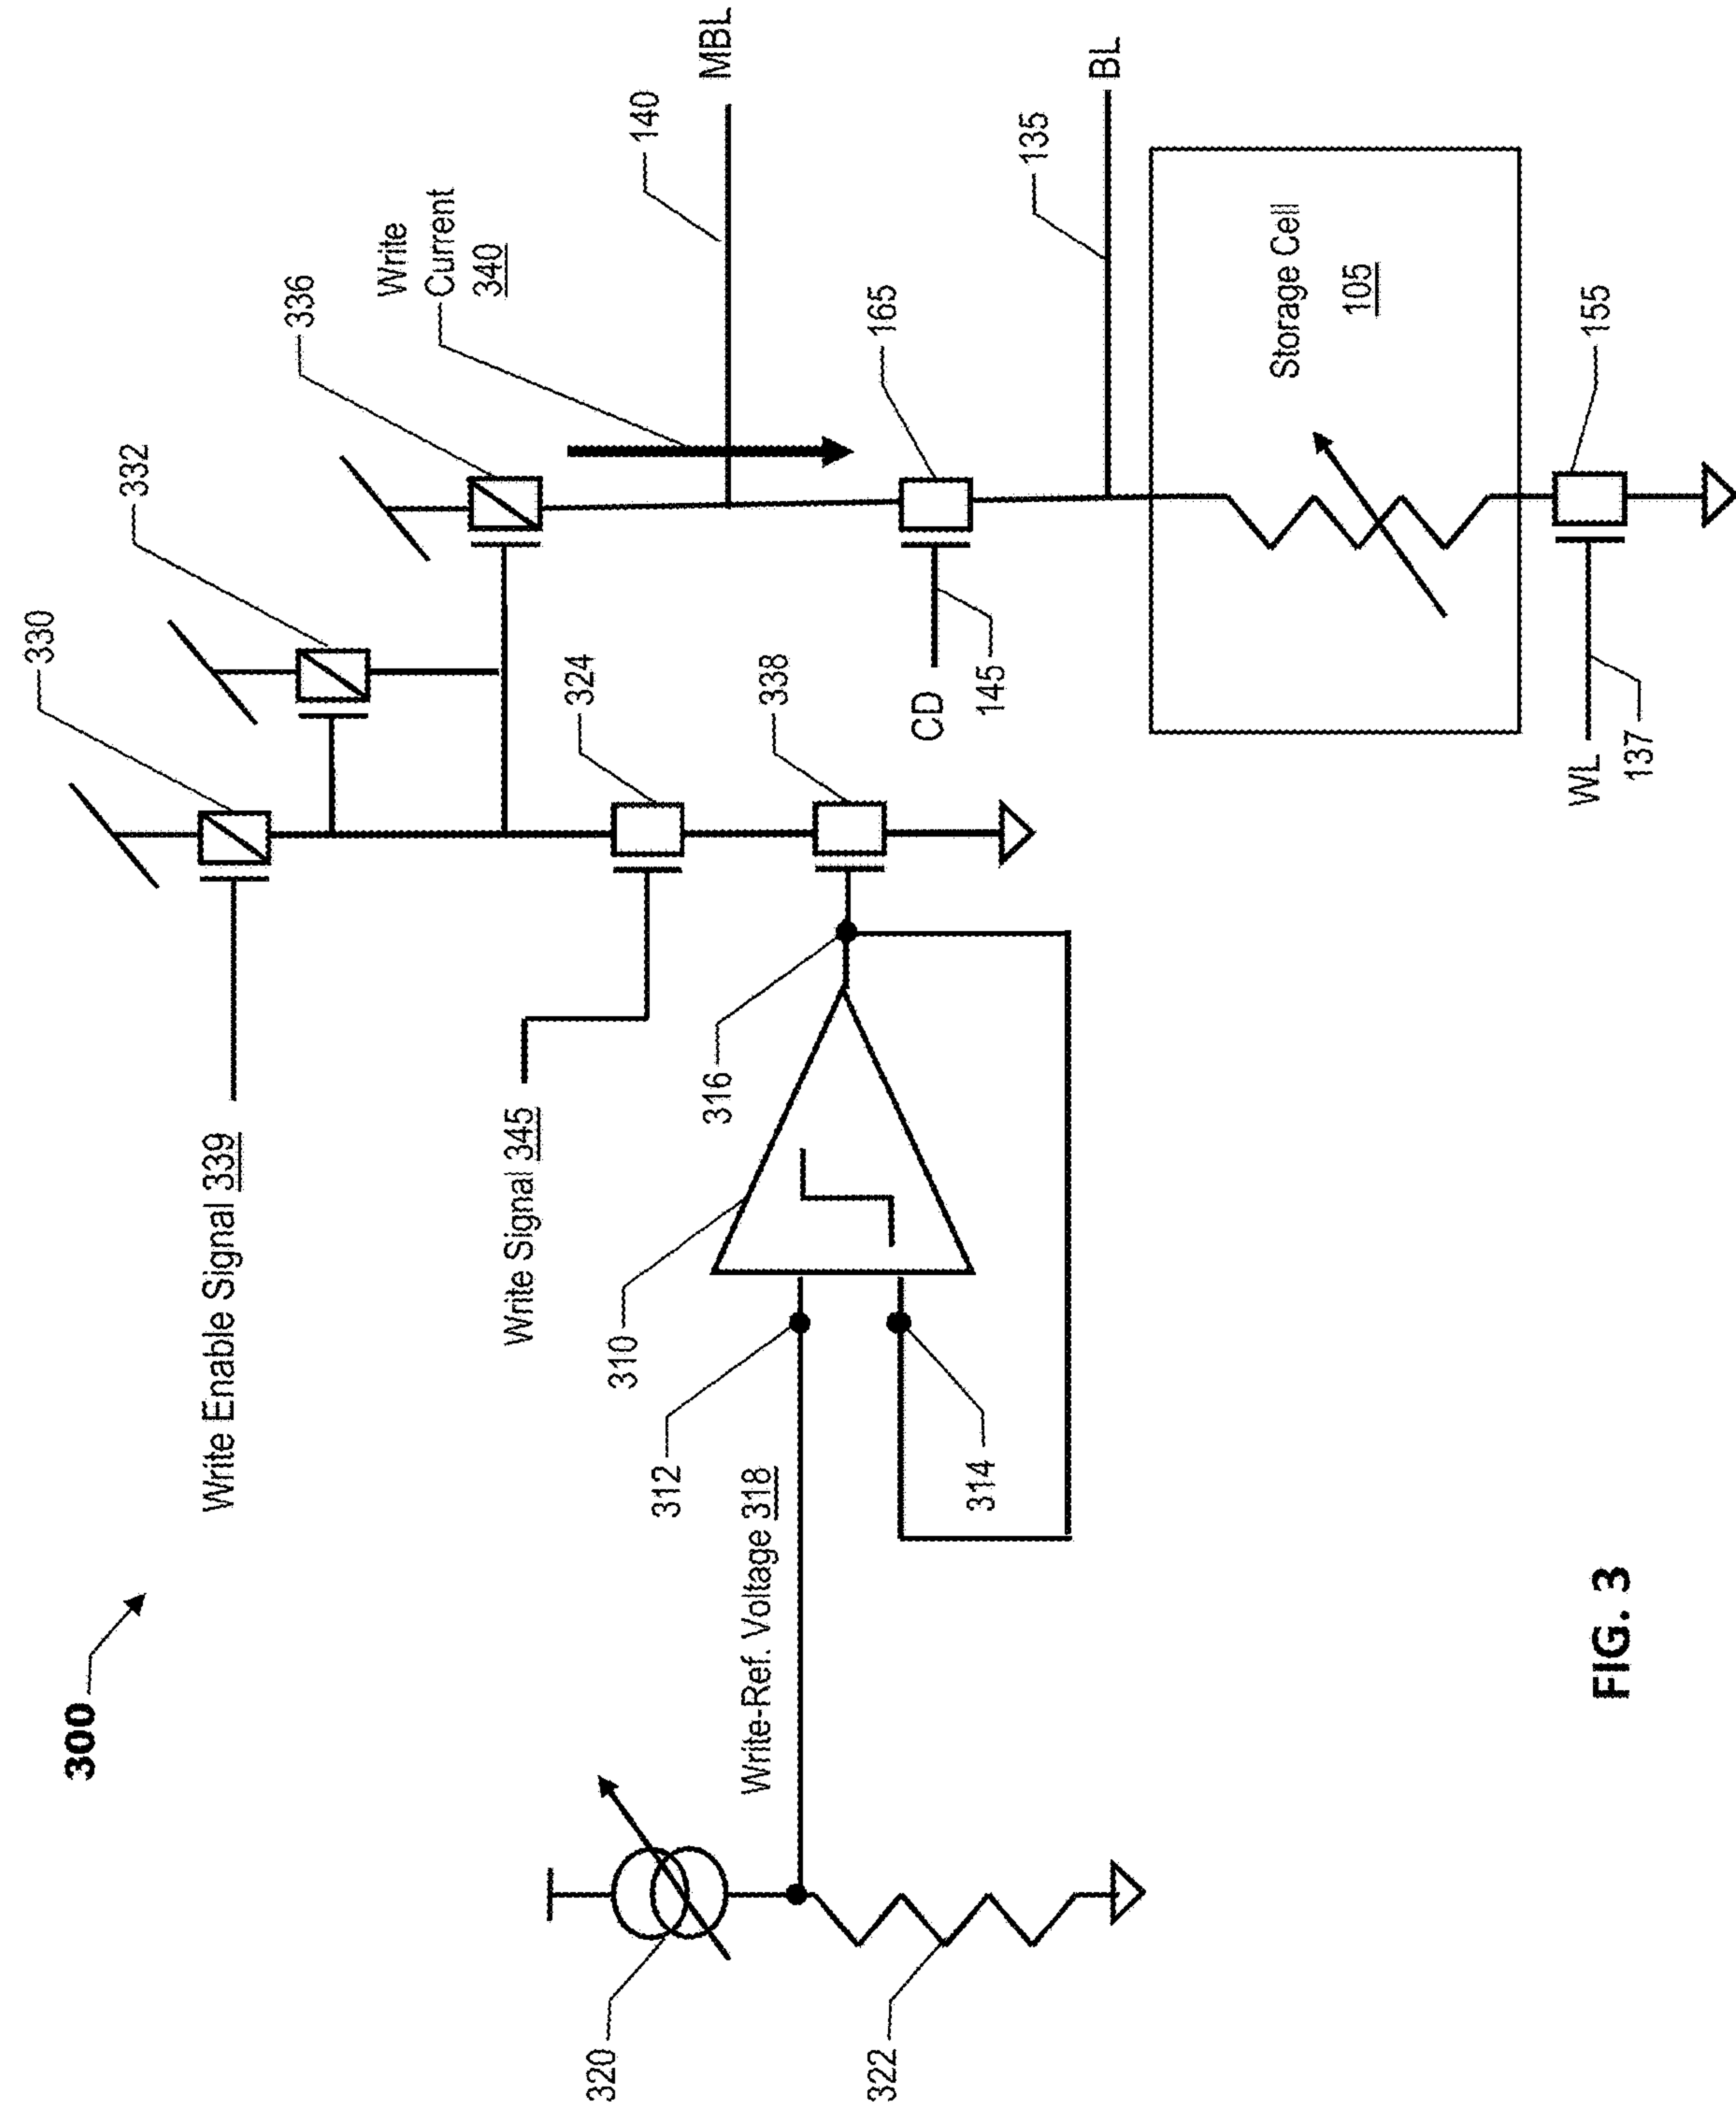 300
Write Enable Signal 339
330
332
336
Write
Current
340
140
MBL
Write Signal 345
324
338
165
CD
145
135
BL
Storage Cell
105
155
WL
137
320
322
Write-Ref. Voltage 318
312
314
310
316
FIG. 3